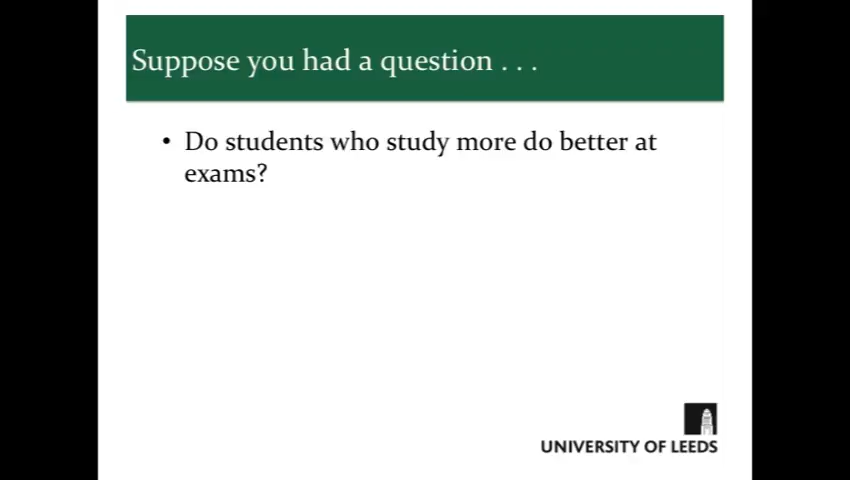 Suppose you had a question . . .
• Do students who study more do better at
exams?
UNIVERSITY OF LEEDS